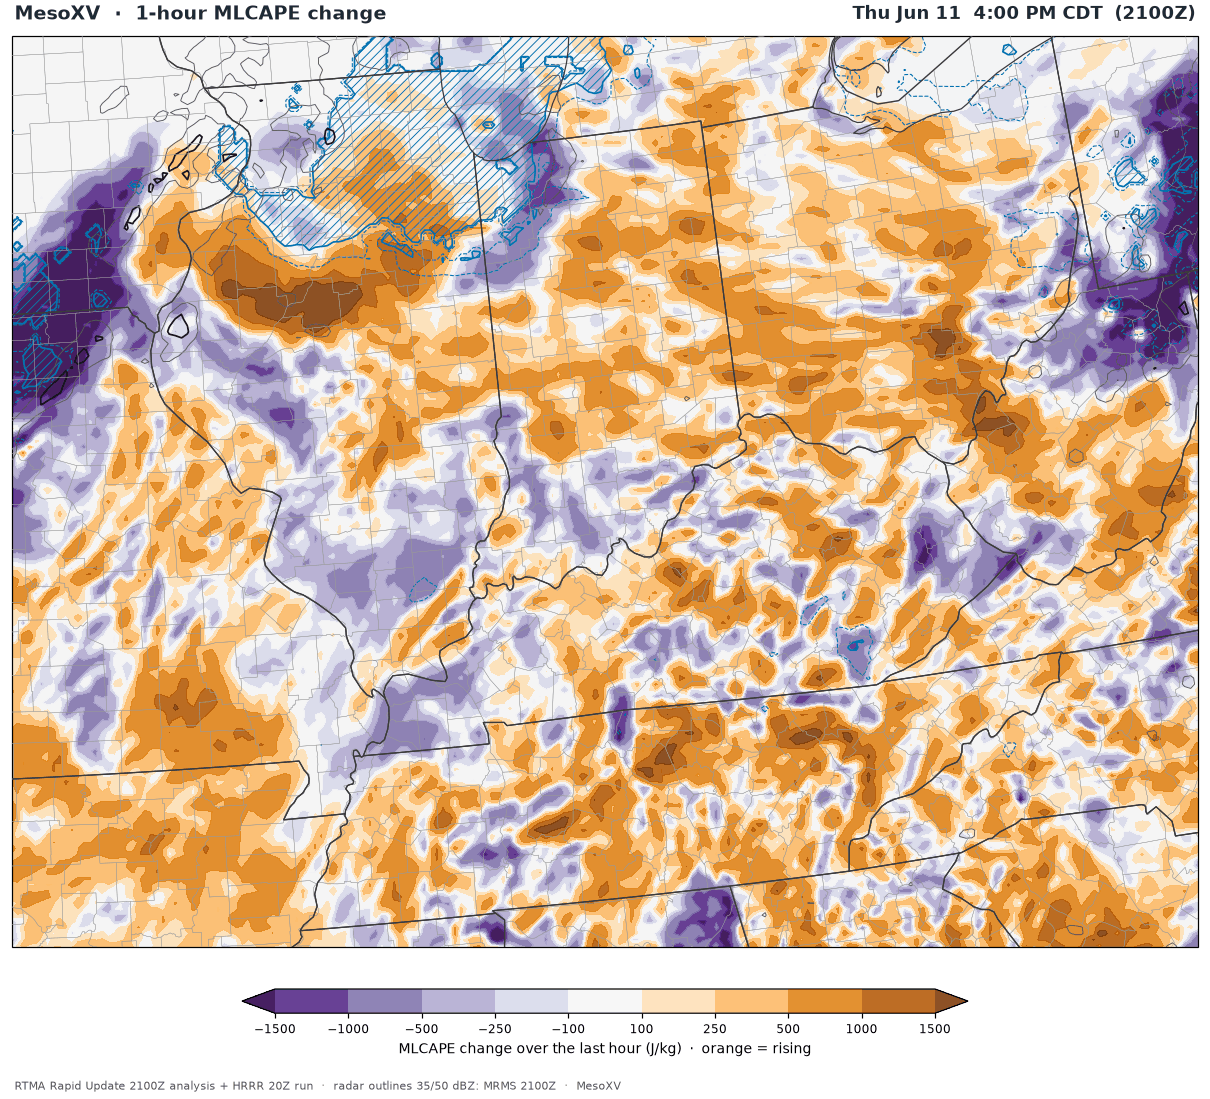 MesoXV · 1-hour MLCAPE change
Thu Jun 11 4:00 PM CDT (2100Z)
−1500 −1000 −500 −250 −100 100 250 500 1000 1500
MLCAPE change over the last hour (J/kg) · orange = rising
RTMA Rapid Update 2100Z analysis + HRRR 20Z run · radar outlines 35/50 dBZ: MRMS 2100Z · MesoXV